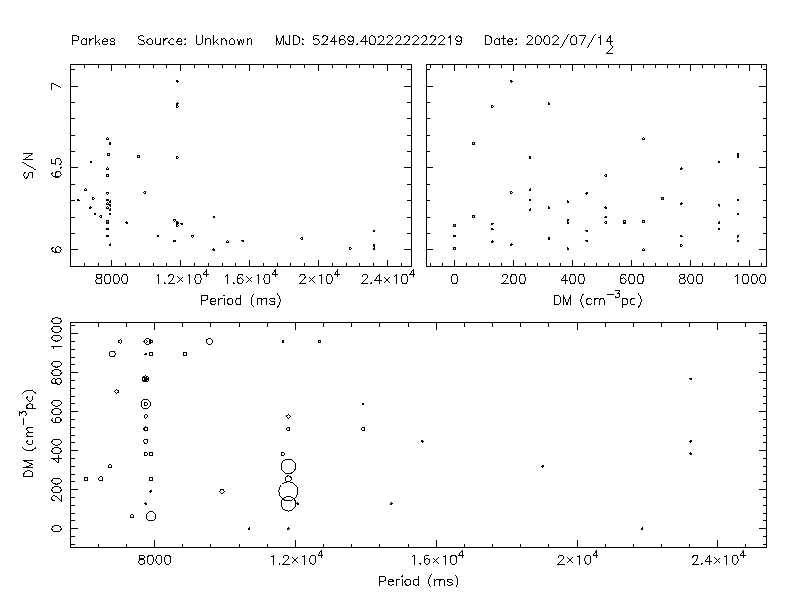 Parkes Source: Unknown MJD: 52469.402222222219 Date: 2002/07/14
2
S/N
7
6.5
6
8000 1.2×10⁴ 1.6×10⁴ 2×10⁴ 2.4×10⁴
Period (ms)
0 200 400 600 800 1000
DM (cm⁻³pc)
DM (cm⁻³pc)
1000
800
600
400
200
0
8000 1.2×10⁴ 1.6×10⁴ 2×10⁴ 2.4×10⁴
Period (ms)